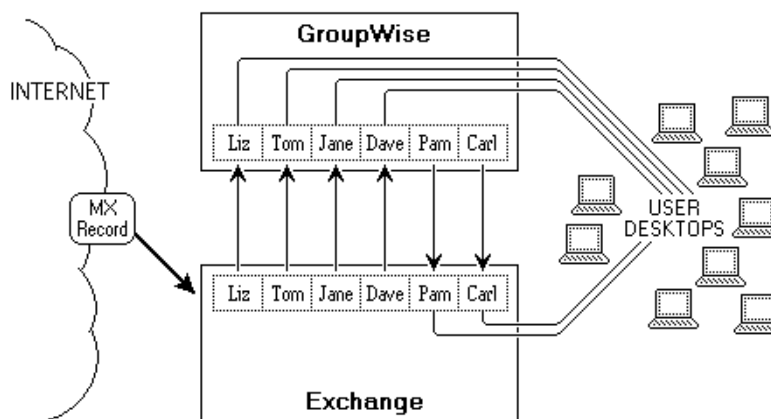 GroupWise
INTERNET
Liz Tom Jane Dave Pam Carl
MX
Record
USER
DESKTOPS
Liz Tom Jane Dave Pam Carl
Exchange